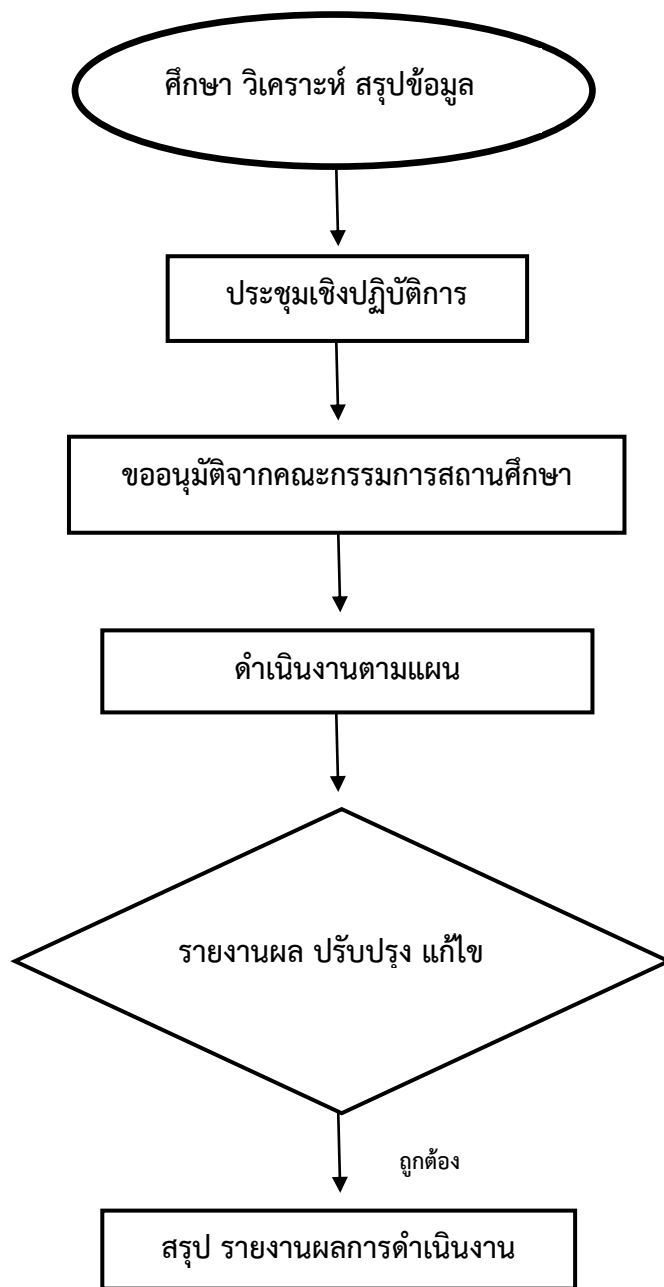 ศึกษา วิเคราะห์ สรุปข้อมูล
ประชุมเชิงปฏิบัติการ
ขออนุมัติจากคณะกรรมการสถานศึกษา
ดำเนินงานตามแผน
รายงานผล ปรับปรุง แก้ไข
ถูกต้อง
สรุป รายงานผลการดำเนินงาน